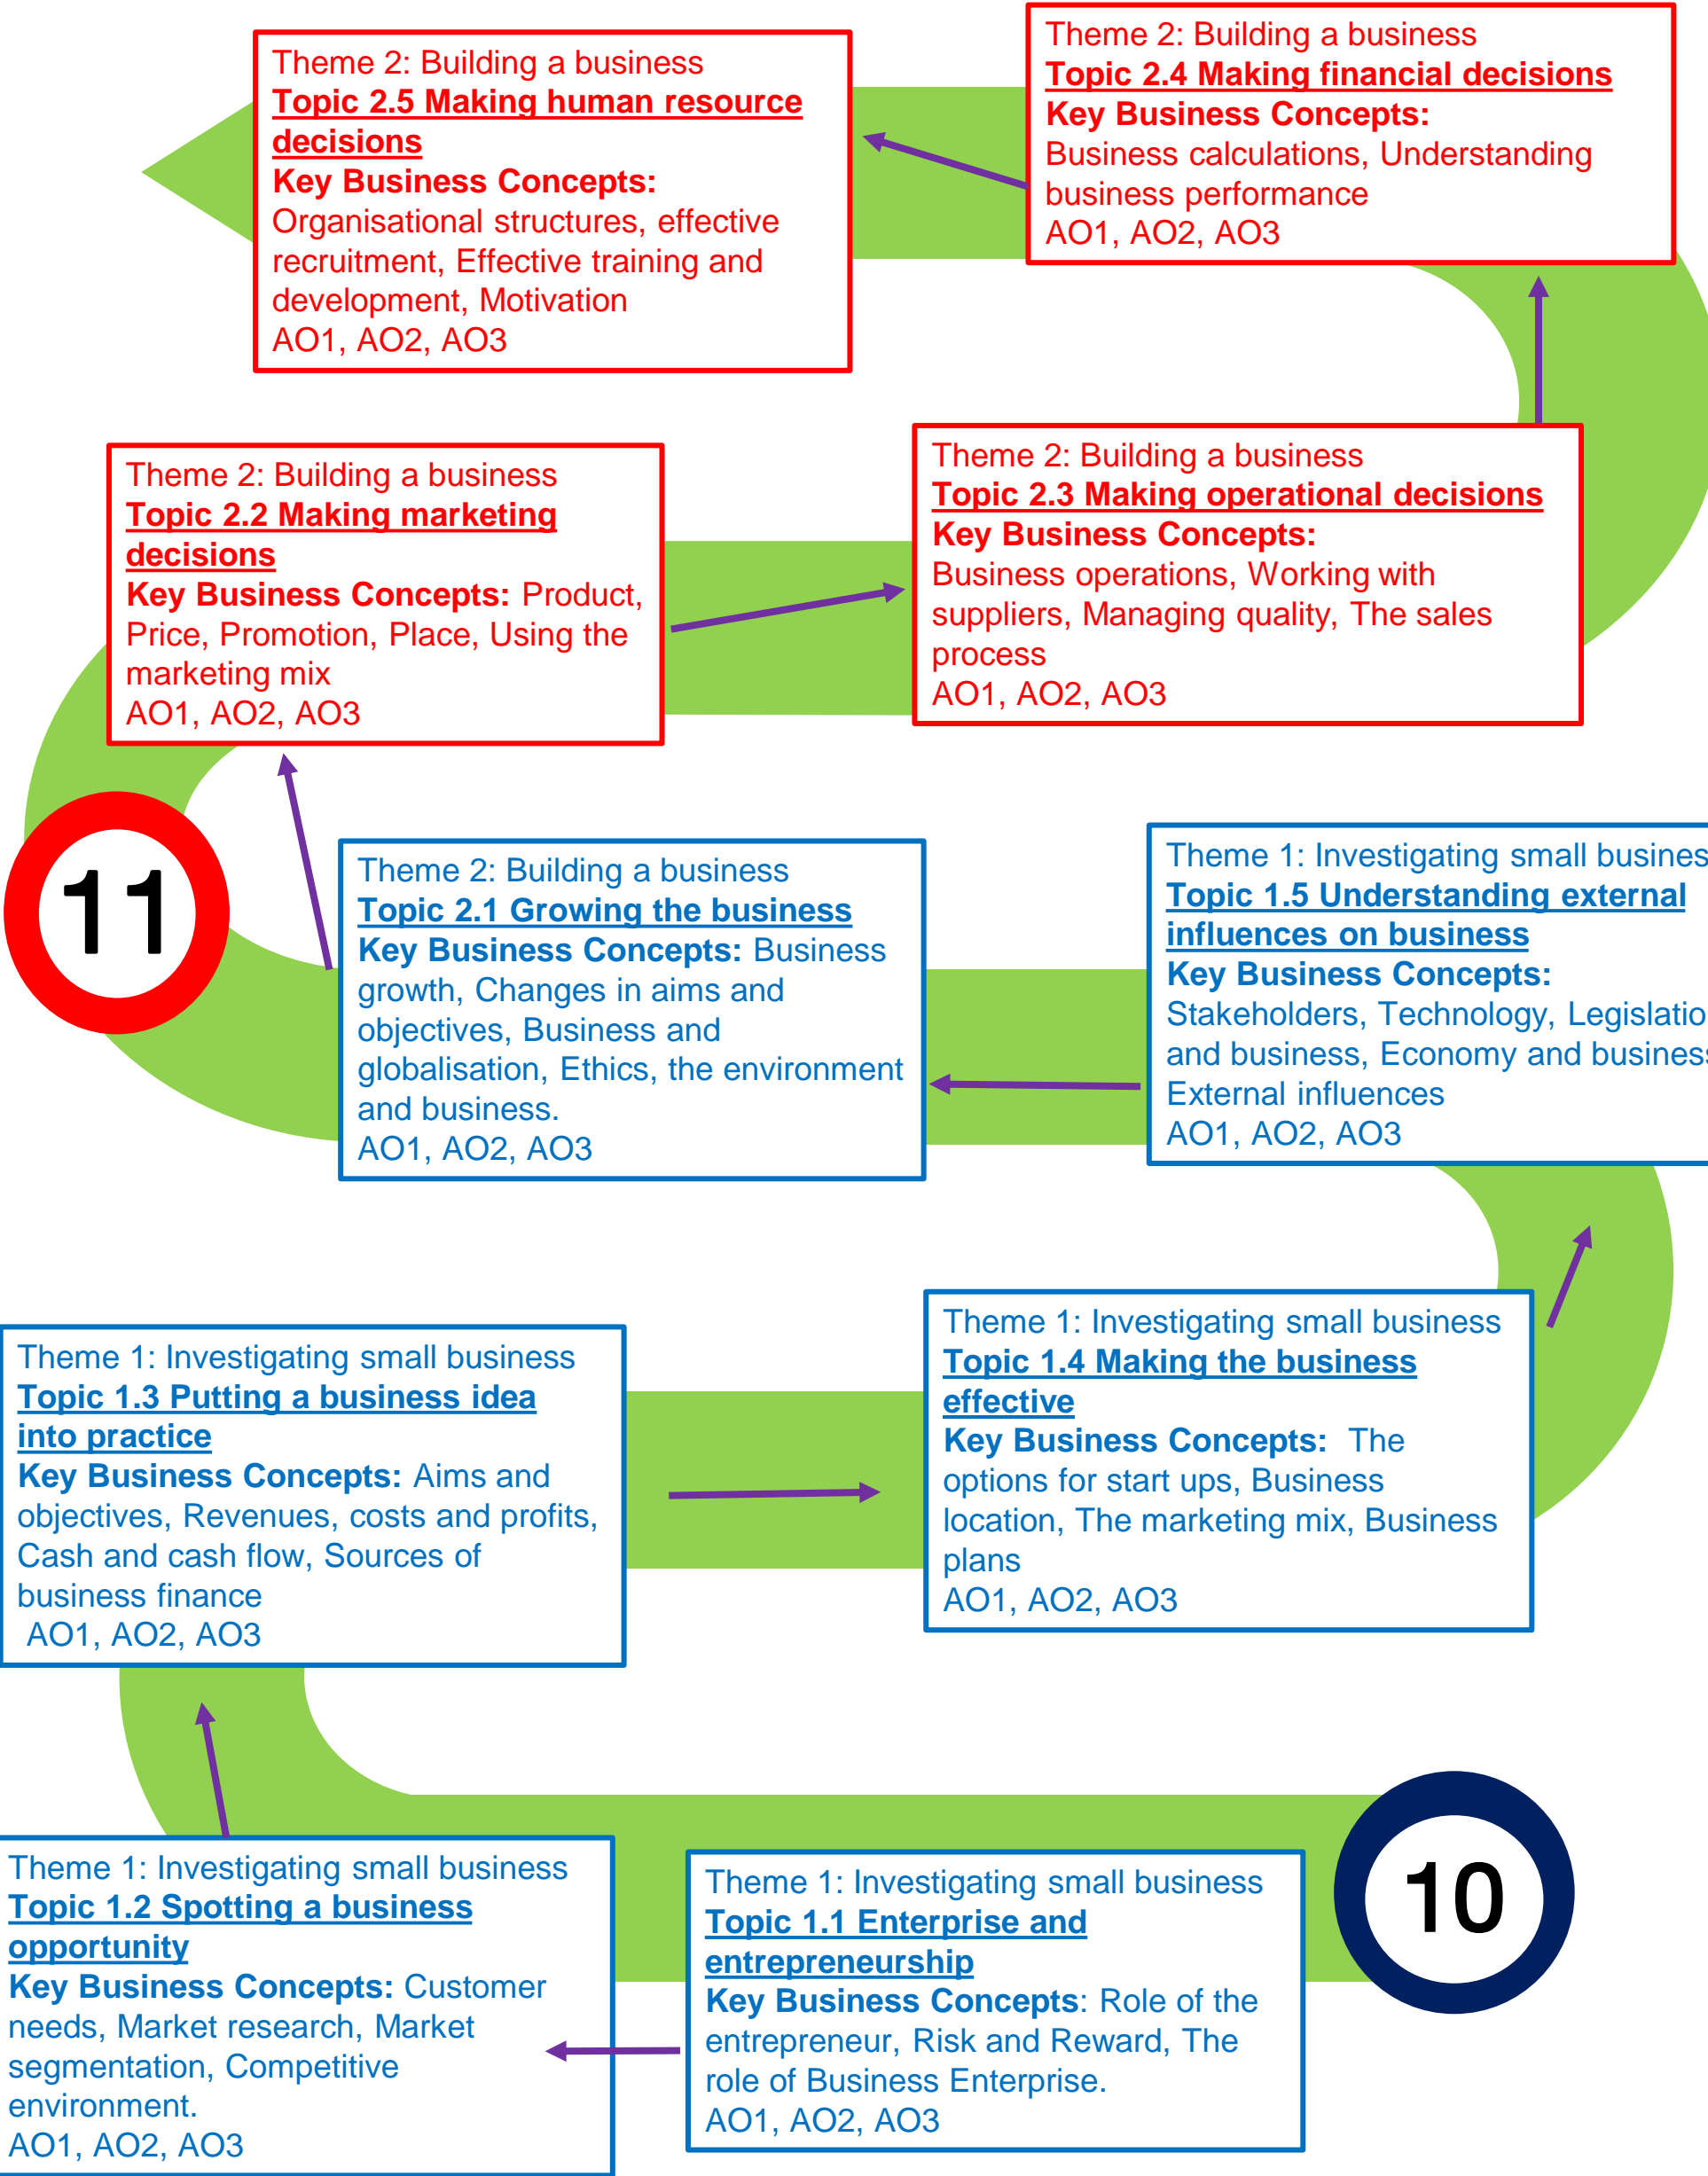 Theme 2: Building a business
Topic 2.5 Making human resource
decisions
Key Business Concepts:
Organisational structures, effective
recruitment, Effective training and
development, Motivation
AO1, AO2, AO3
Theme 2: Building a business
Topic 2.4 Making financial decisions
Key Business Concepts:
Business calculations, Understanding
business performance
AO1, AO2, AO3
Theme 2: Building a business
Topic 2.2 Making marketing
decisions
Key Business Concepts: Product,
Price, Promotion, Place, Using the
marketing mix
AO1, AO2, AO3
Theme 2: Building a business
Topic 2.3 Making operational decisions
Key Business Concepts:
Business operations, Working with
suppliers, Managing quality, The sales
process
AO1, AO2, AO3
11
Theme 2: Building a business
Topic 2.1 Growing the business
Key Business Concepts: Business
growth, Changes in aims and
objectives, Business and
globalisation, Ethics, the environment
and business.
AO1, AO2, AO3
Theme 1: Investigating small busines
Topic 1.5 Understanding external
influences on business
Key Business Concepts:
Stakeholders, Technology, Legislatio
and business, Economy and business
External influences
AO1, AO2, AO3
Theme 1: Investigating small business
Topic 1.3 Putting a business idea
into practice
Key Business Concepts: Aims and
objectives, Revenues, costs and profits,
Cash and cash flow, Sources of
business finance
AO1, AO2, AO3
Theme 1: Investigating small business
Topic 1.4 Making the business
effective
Key Business Concepts: The
options for start ups, Business
location, The marketing mix, Business
plans
AO1, AO2, AO3
10
Theme 1: Investigating small business
Topic 1.2 Spotting a business
opportunity
Key Business Concepts: Customer
needs, Market research, Market
segmentation, Competitive
environment.
AO1, AO2, AO3
Theme 1: Investigating small business
Topic 1.1 Enterprise and
entrepreneurship
Key Business Concepts: Role of the
entrepreneur, Risk and Reward, The
role of Business Enterprise.
AO1, AO2, AO3